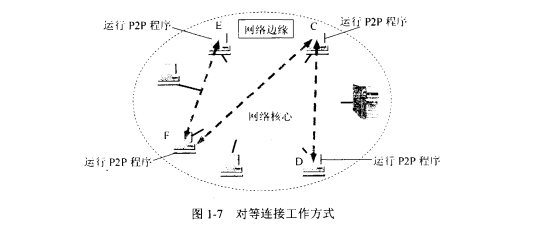 运行 P2P 程序
E
网络边缘
C
运行 P2P 程序
网络核心
F
运行 P2P 程序
D
运行 P2P 程序
图 1-7 对等连接工作方式